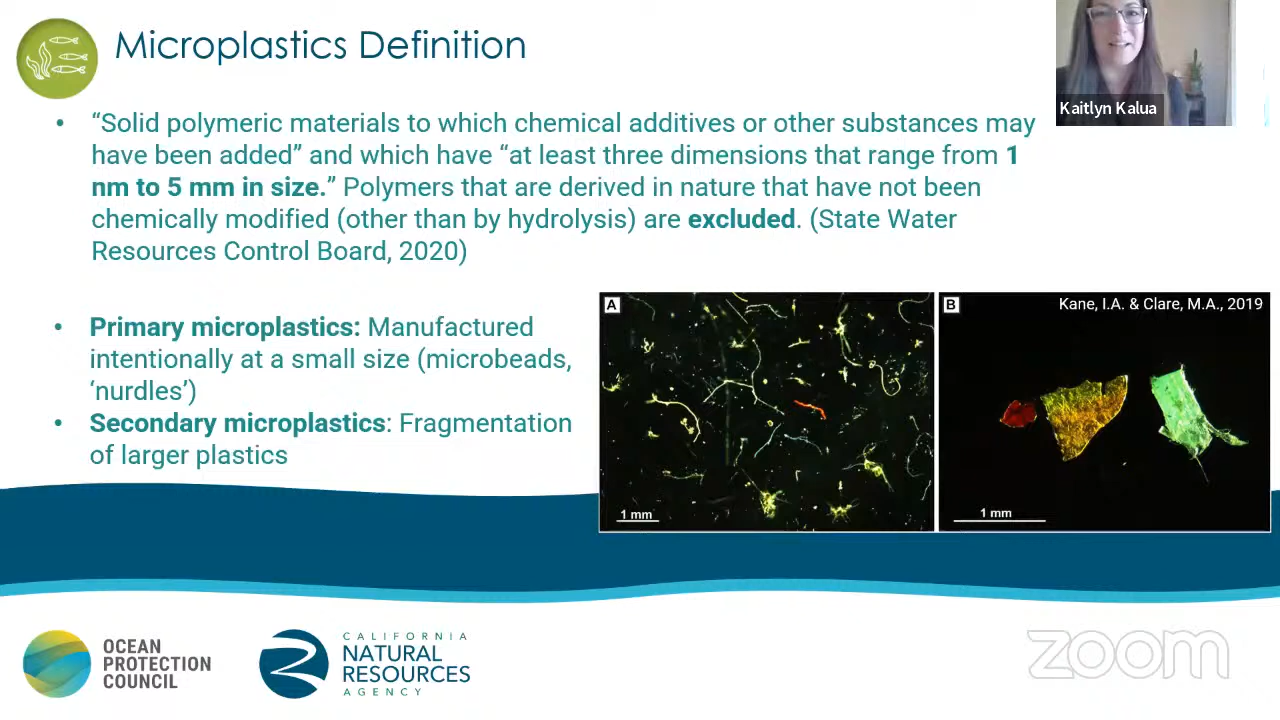 Microplastics Definition
Kaitlyn Kalua
• “Solid polymeric materials to which chemical additives or other substances may
have been added” and which have “at least three dimensions that range from 1
nm to 5 mm in size.” Polymers that are derived in nature that have not been
chemically modified (other than by hydrolysis) are excluded. (State Water
Resources Control Board, 2020)
• Primary microplastics: Manufactured
intentionally at a small size (microbeads,
‘nurdles’)
• Secondary microplastics: Fragmentation
of larger plastics
A
1 mm
B
Kane, I.A. & Clare, M.A., 2019
1 mm
OCEAN
PROTECTION
COUNCIL
CALIFORNIA
NATURAL
RESOURCES
AGENCY
zoom